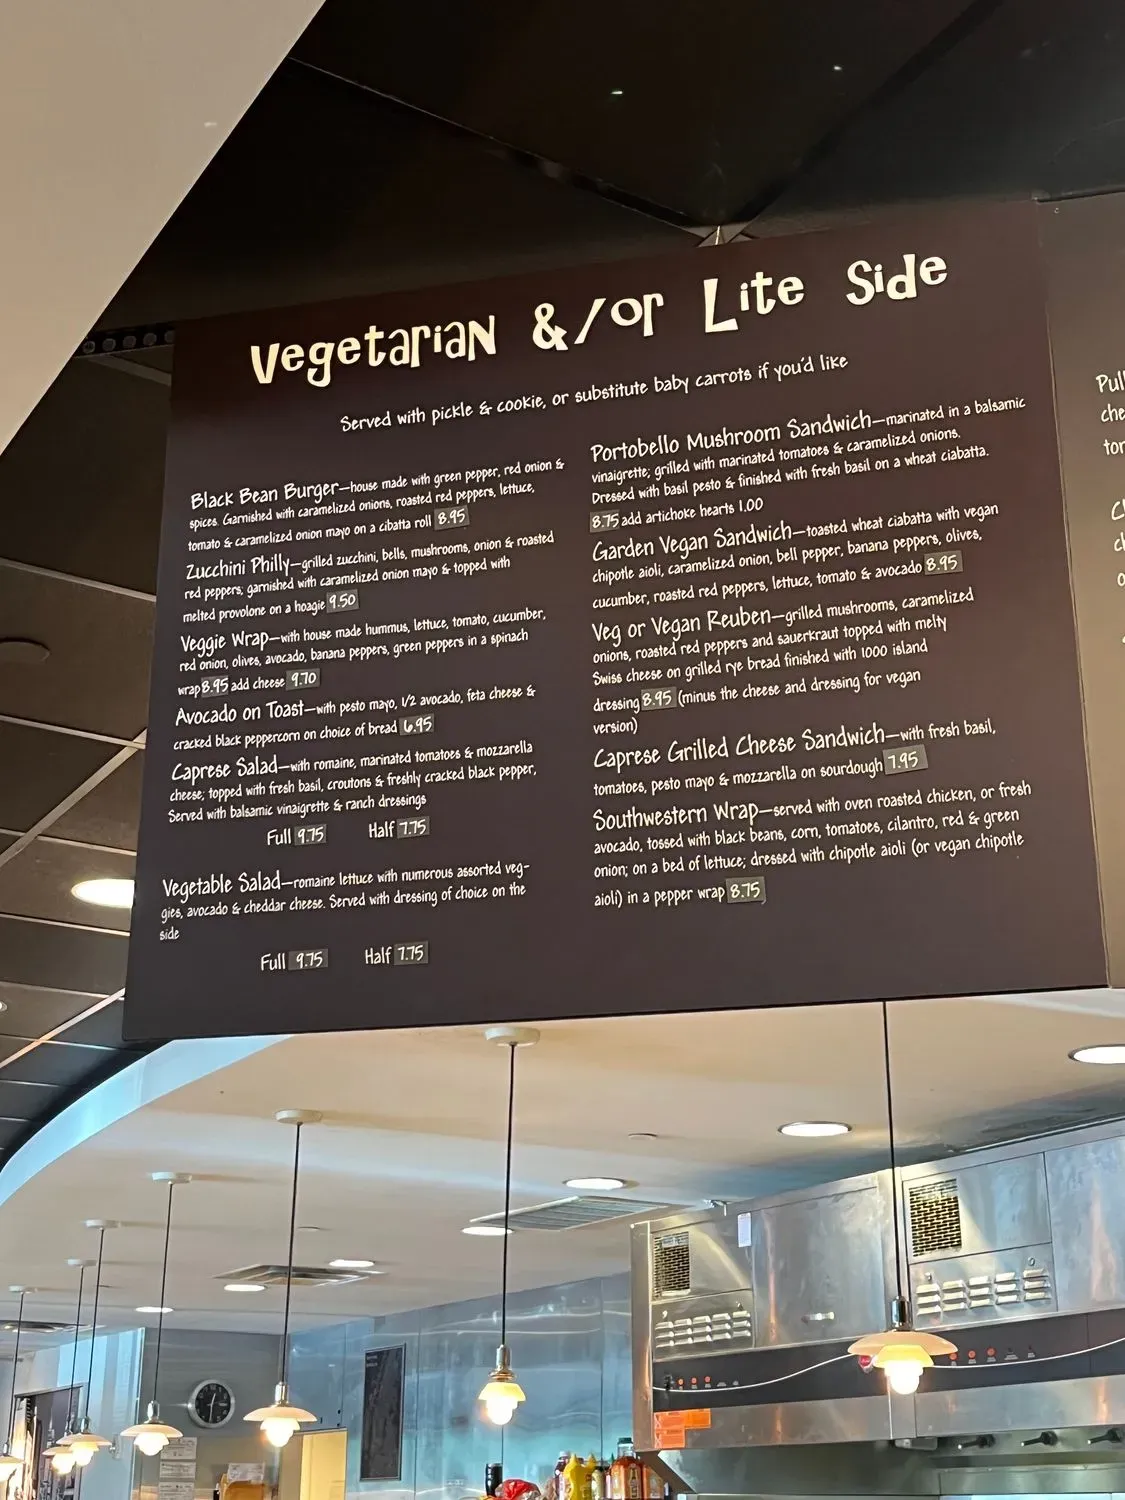 Vegetarian &/or Lite Side
Served with pickle & cookie, or substitute baby carrots if you'd like
Black Bean Burger—house made with green pepper, red onion &
spices. Garnished with caramelized onions, roasted red peppers, lettuce,
tomato & caramelized onion mayo on a cibatta roll 8.95
Zucchini Philly—grilled zucchini, bells, mushrooms, onion & roasted
red peppers; garnished with caramelized onion mayo & topped with
melted provolone on a hoagie 9.50
Veggie Wrap—with house made hummus, lettuce, tomato, cucumber,
red onion, olives, avocado, banana peppers, green peppers in a spinach
wrap 8.95 add cheese 9.70
Avocado on Toast—with pesto mayo, 1/2 avocado, feta cheese &
cracked black peppercorn on choice of bread 6.95
Caprese Salad—with romaine, marinated tomatoes & mozzarella
cheese; topped with fresh basil, croutons & freshly cracked black pepper,
Served with balsamic vinaigrette & ranch dressings
Full 9.75 Half 7.75
Vegetable Salad—romaine lettuce with numerous assorted veg-
gies, avocado & cheddar cheese. Served with dressing of choice on the
side
Full 9.75 Half 7.75
Portobello Mushroom Sandwich—marinated in a balsamic
vinaigrette; grilled with marinated tomatoes & caramelized onions.
Dressed with basil pesto & finished with fresh basil on a wheat ciabatta.
8.75 add artichoke hearts 1.00
Garden Vegan Sandwich—toasted wheat ciabatta with vegan
chipotle aioli, caramelized onion, bell pepper, banana peppers, olives,
cucumber, roasted red peppers, lettuce, tomato & avocado 8.95
Veg or Vegan Reuben—grilled mushrooms, caramelized
onions, roasted red peppers and sauerkraut topped with melty
Swiss cheese on grilled rye bread finished with 1000 island
dressing 8.95 (minus the cheese and dressing for vegan
version)
Caprese Grilled Cheese Sandwich—with fresh basil,
tomatoes, pesto mayo & mozzarella on sourdough 7.95
Southwestern Wrap—served with oven roasted chicken, or fresh
avocado, tossed with black beans, corn, tomatoes, cilantro, red & green
onion; on a bed of lettuce; dressed with chipotle aioli (or vegan chipotle
aioli) in a pepper wrap 8.75